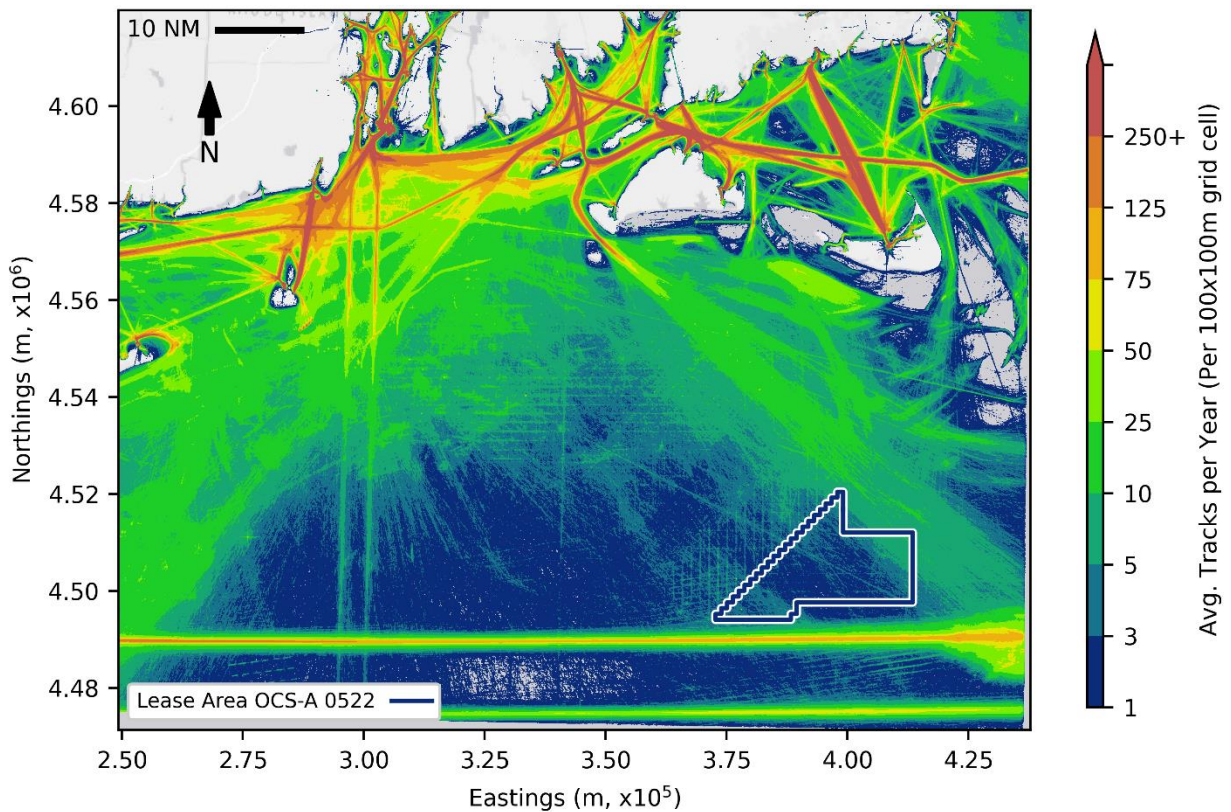 10 NM
N
4.60
4.58
4.56
4.54
4.52
4.50
4.48
Northings (m, x10⁶)
Lease Area OCS-A 0522
2.50 2.75 3.00 3.25 3.50 3.75 4.00 4.25
Eastings (m, x10⁵)
250+
125
75
50
25
10
5
3
1
Avg. Tracks per Year (Per 100x100m grid cell)